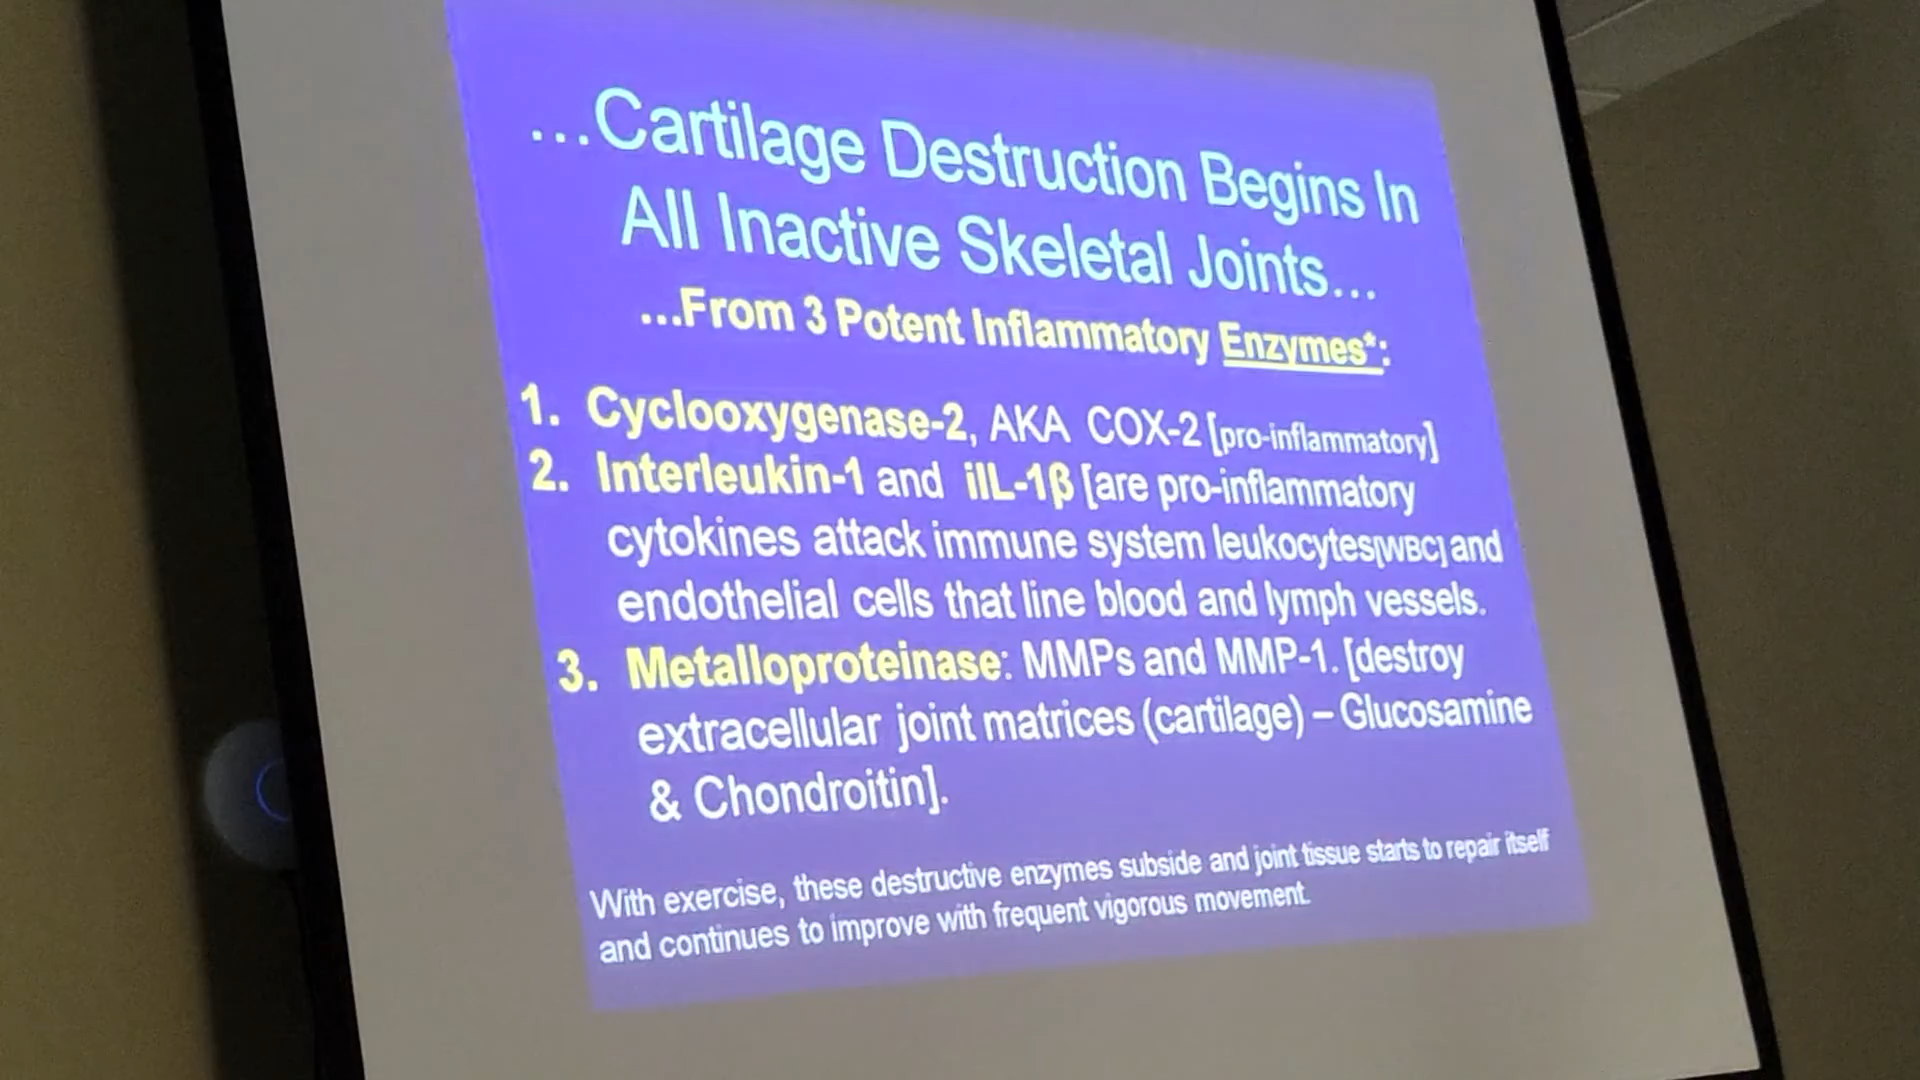 ...Cartilage Destruction Begins In
All Inactive Skeletal Joints...
...From 3 Potent Inflammatory Enzymes*:
1. Cyclooxygenase-2, AKA COX-2 [pro-inflammatory]
2. Interleukin-1 and iIL-1β [are pro-inflammatory
cytokines attack immune system leukocytes[WBC] and
endothelial cells that line blood and lymph vessels.
3. Metalloproteinase: MMPs and MMP-1. [destroy
extracellular joint matrices (cartilage) – Glucosamine
& Chondroitin].
With exercise, these destructive enzymes subside and joint tissue starts to repair itself
and continues to improve with frequent vigorous movement.